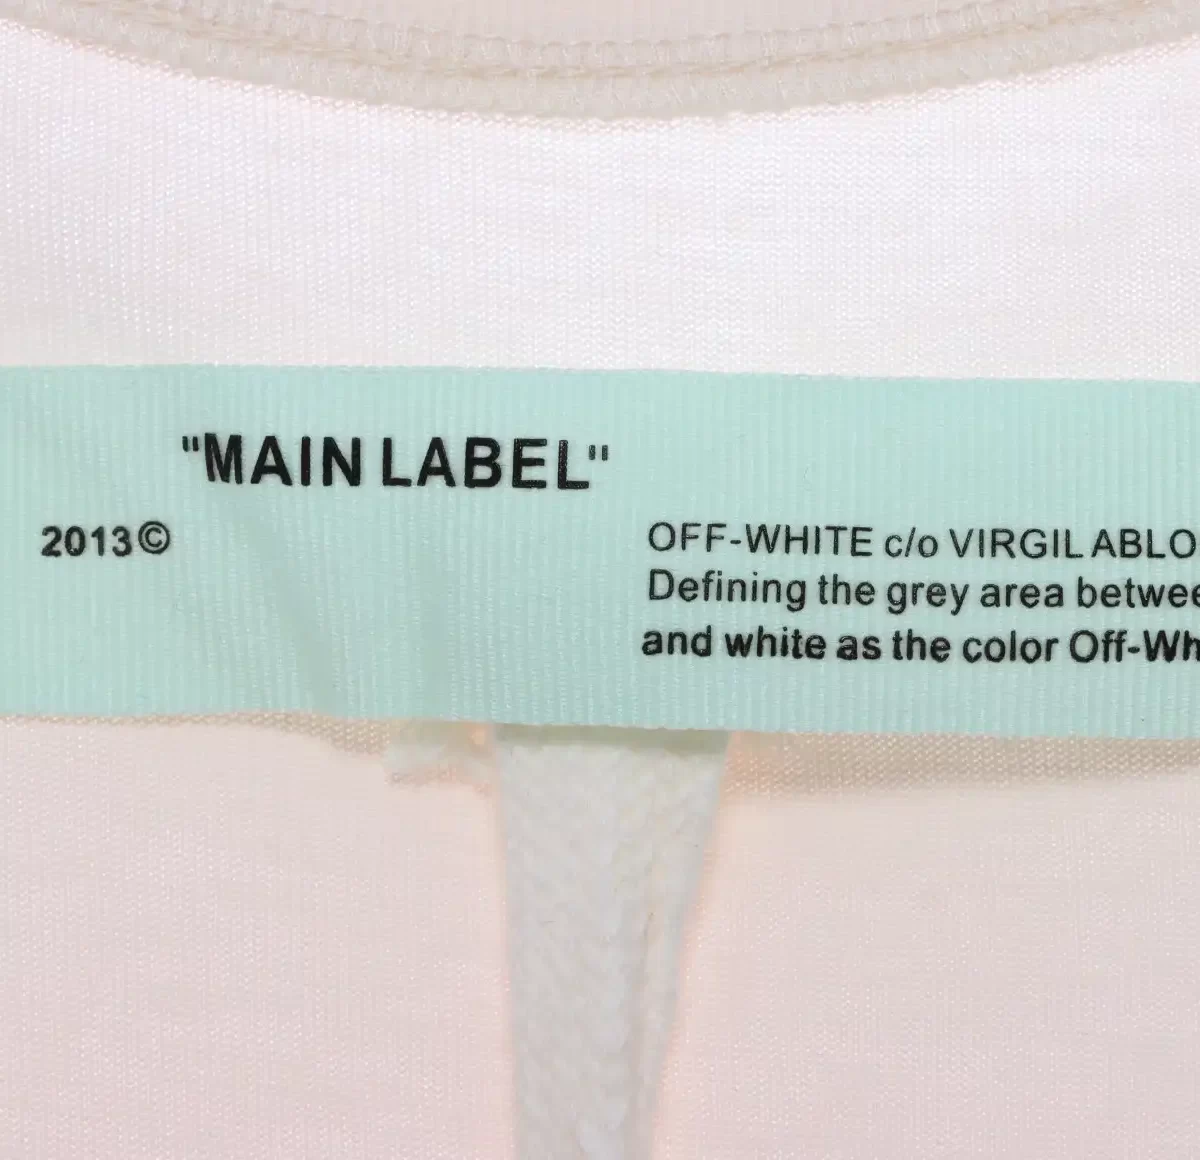 "MAIN LABEL"
2013©
OFF-WHITE c/o VIRGIL ABLO
Defining the grey area betwee
and white as the color Off-Wh